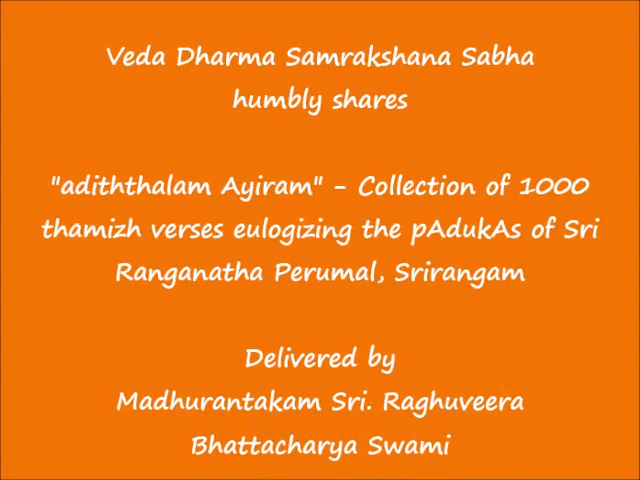 Veda Dharma Samrakshana Sabha
humbly shares
"adiththalam Ayiram" - Collection of 1000
thamizh verses eulogizing the pAdukAs of Sri
Ranganatha Perumal, Srirangam
Delivered by
Madhurantakam Sri. Raghuveera
Bhattacharya Swami